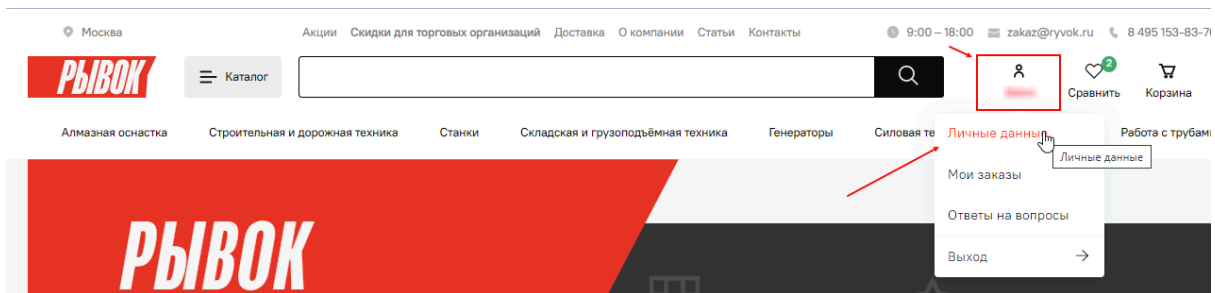 Москва Акции Скидки для торговых организаций Доставка О компании Статьи Контакты 9:00 – 18:00 zakaz@ryvok.ru 8 495 153-83-70
РЫВОК Каталог 2
Сравнить Корзина
Алмазная оснастка Строительная и дорожная техника Станки Складская и грузоподъёмная техника Генераторы Силовая те Работа с трубами
Личные данные
Личные данные
Мои заказы
Ответы на вопросы
Выход
РЫВОК